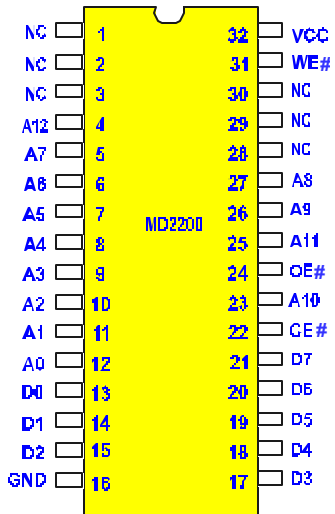 NC 1 32 VCC
NC 2 31 WE#
NC 3 30 NC
A12 4 29 NC
A7 5 28 NC
A6 6 27 A8
A5 7 MD2200 26 A9
A4 8 25 A11
A3 9 24 OE#
A2 10 23 A10
A1 11 22 CE#
A0 12 21 D7
D0 13 20 D6
D1 14 19 D5
D2 15 18 D4
GND 16 17 D3